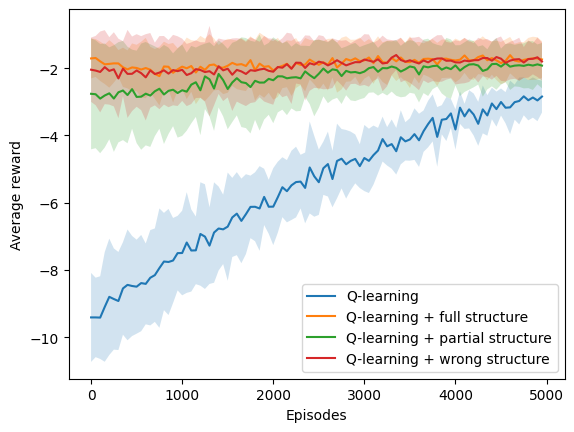 Average reward
−2
−4
−6
−8
−10
0
1000
2000
3000
4000
5000
Episodes
Q-learning
Q-learning + full structure
Q-learning + partial structure
Q-learning + wrong structure